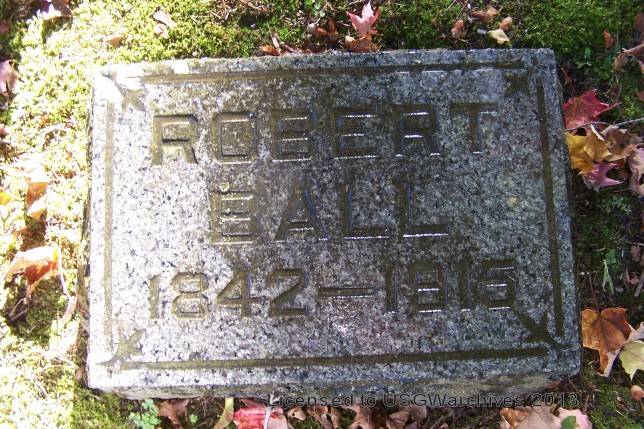 ROBERT
BALL
1842—1915
Licensed to USGWarchives 2013